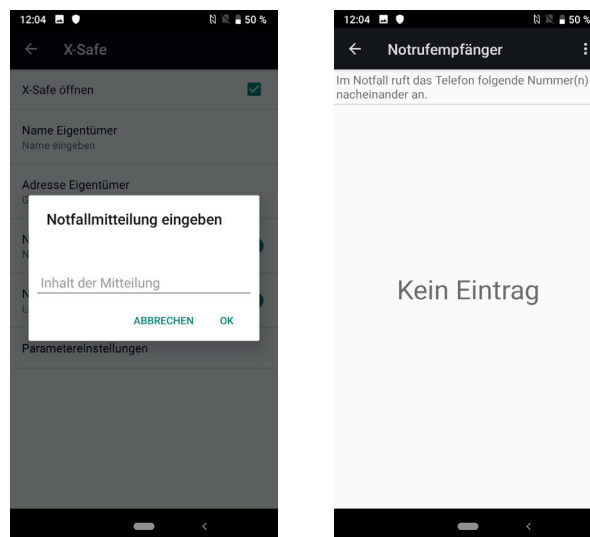 12:04 50 %
X-Safe
X-Safe öffnen
Name Eigentümer
Name eingeben
Adresse Eigentümer
G
Notfallmitteilung eingeben
N
N
Inhalt der Mitteilung
N
L
ABBRECHEN OK
Parametereinstellungen
12:04 50 %
Notrufempfänger
Im Notfall ruft das Telefon folgende Nummer(n)
nacheinander an.
Kein Eintrag